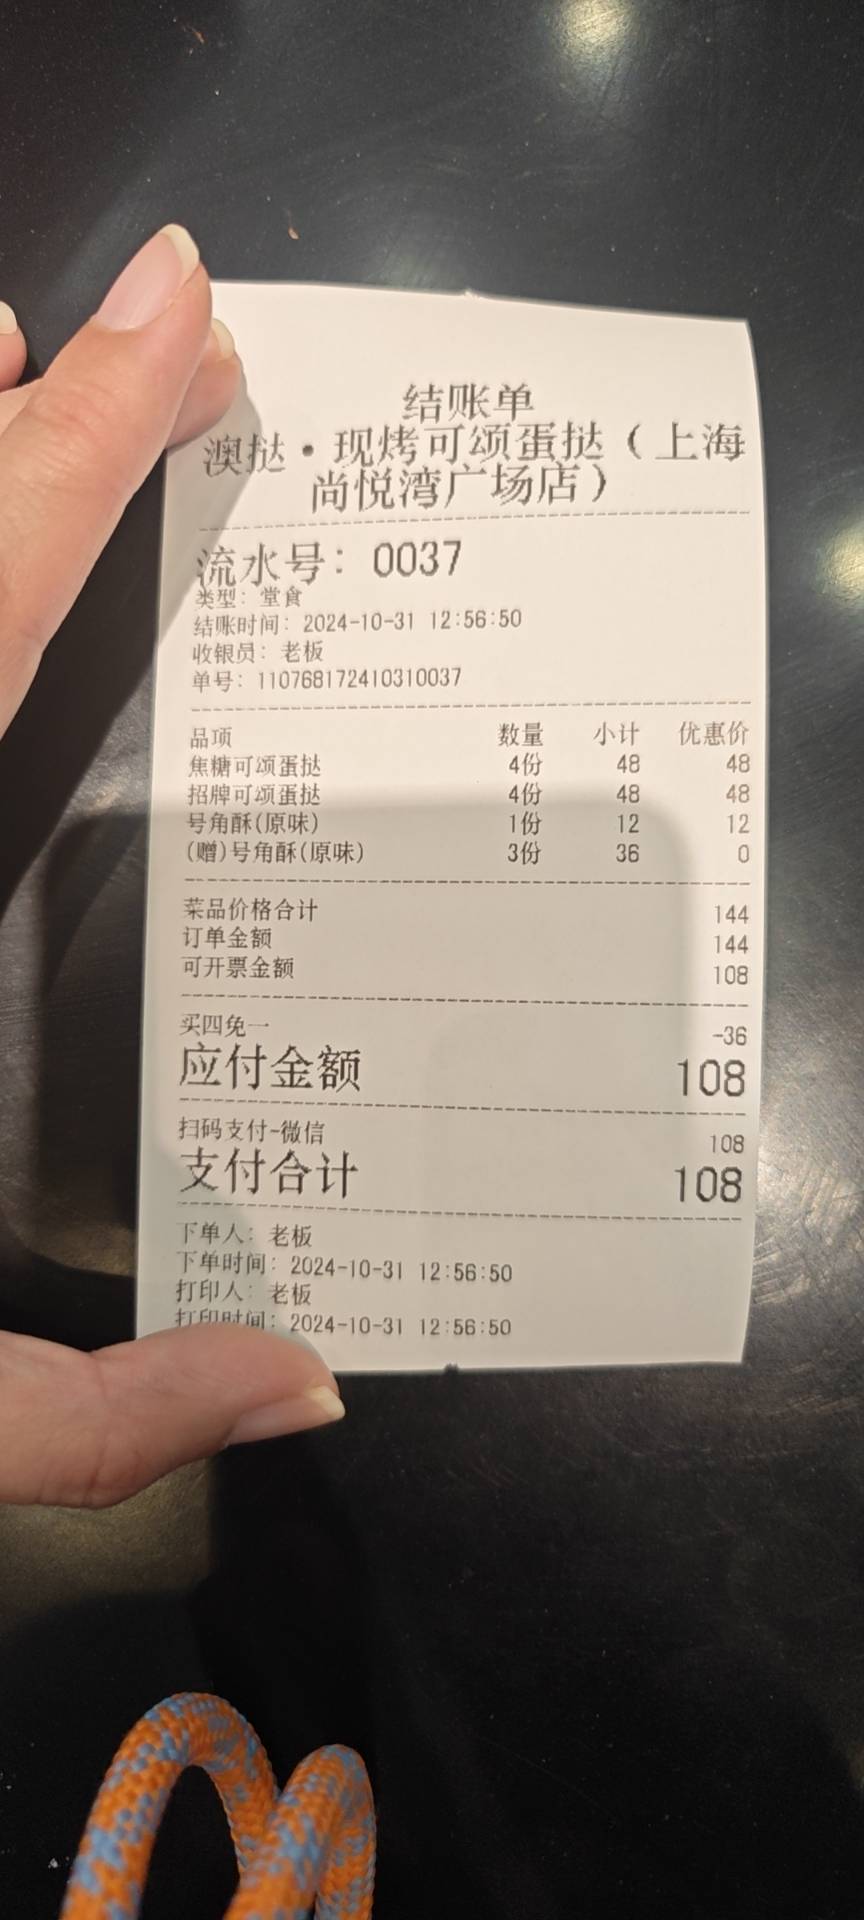 结账单
澳挞·现烤可颂蛋挞（上海
尚悦湾广场店）
流水号：0037
类型：堂食
结账时间：2024-10-31 12:56:50
收银员：老板
单号：110768172410310037
品项 数量 小计 优惠价
焦糖可颂蛋挞 4份 48 48
招牌可颂蛋挞 4份 48 48
号角酥(原味) 1份 12 12
(赠)号角酥(原味) 3份 36 0
菜品价格合计 144
订单金额 144
可开票金额 108
买四免一 -36
应付金额 108
扫码支付-微信 108
支付合计 108
下单人：老板
下单时间：2024-10-31 12:56:50
打印人：老板
打印时间：2024-10-31 12:56:50